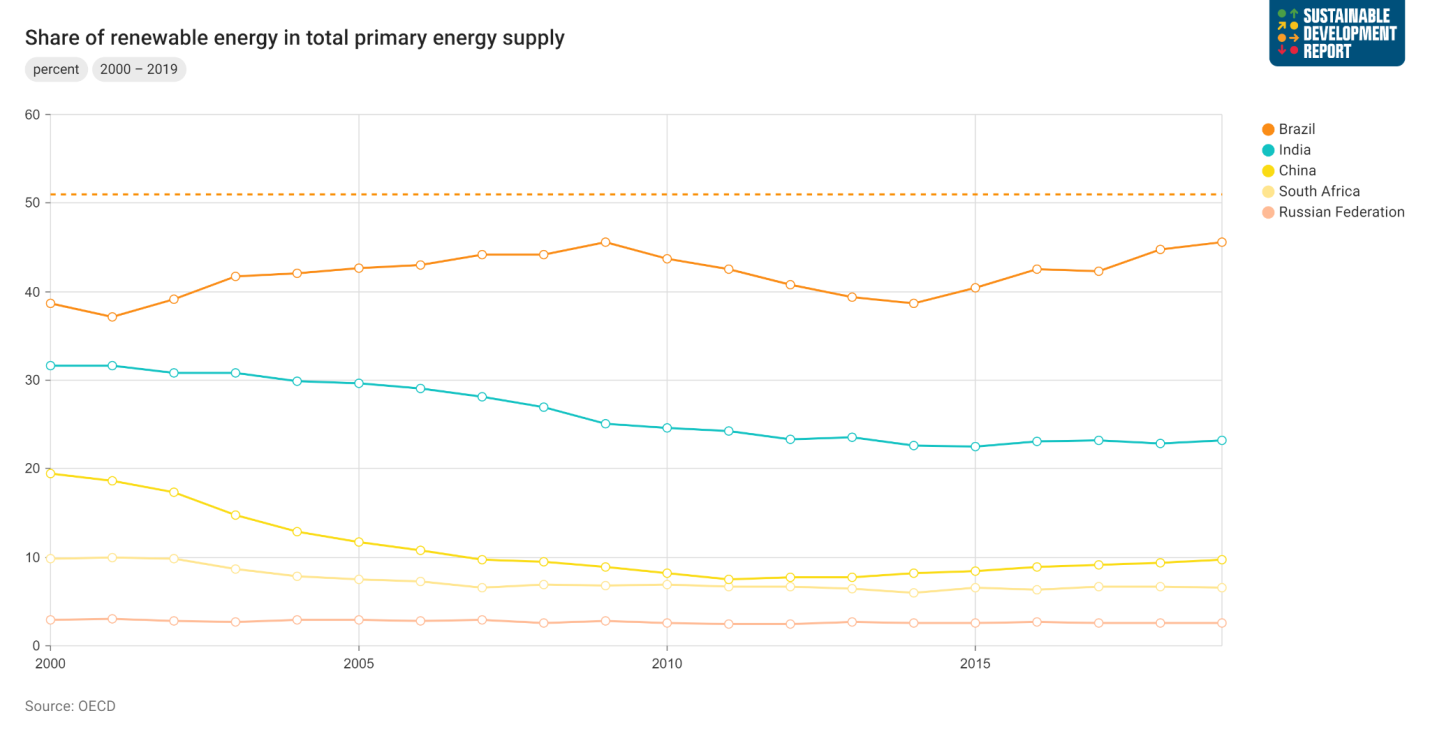 SUSTAINABLE
DEVELOPMENT
REPORT
Share of renewable energy in total primary energy supply
percent 2000 – 2019
60
50
40
30
20
10
0
2000 2005 2010 2015
Brazil
India
China
South Africa
Russian Federation
Source: OECD